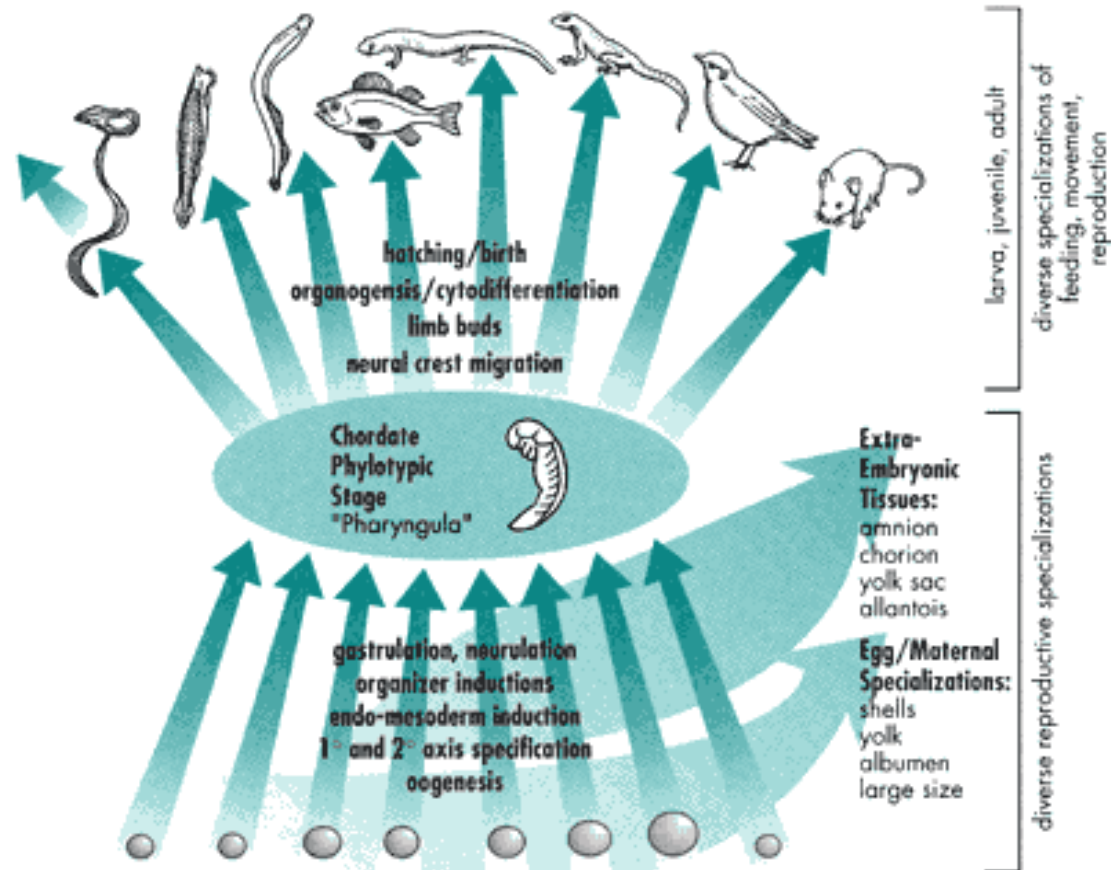 larva, juvenile, adult
diverse specializations of
feeding, movement,
reproduction
hatching/birth
organogensis/cytodifferentiation
limb buds
neural crest migration
Chordate
Phylotypic
Stage
"Pharyngula"
Extra-
Embryonic
Tissues:
amnion
chorion
yolk sac
allantois
gastrulation, neurulation
organizer inductions
endo-mesoderm induction
1° and 2° axis specification
oogenesis
Egg/Maternal
Specializations:
shells
yolk
albumen
large size
diverse reproductive specializations